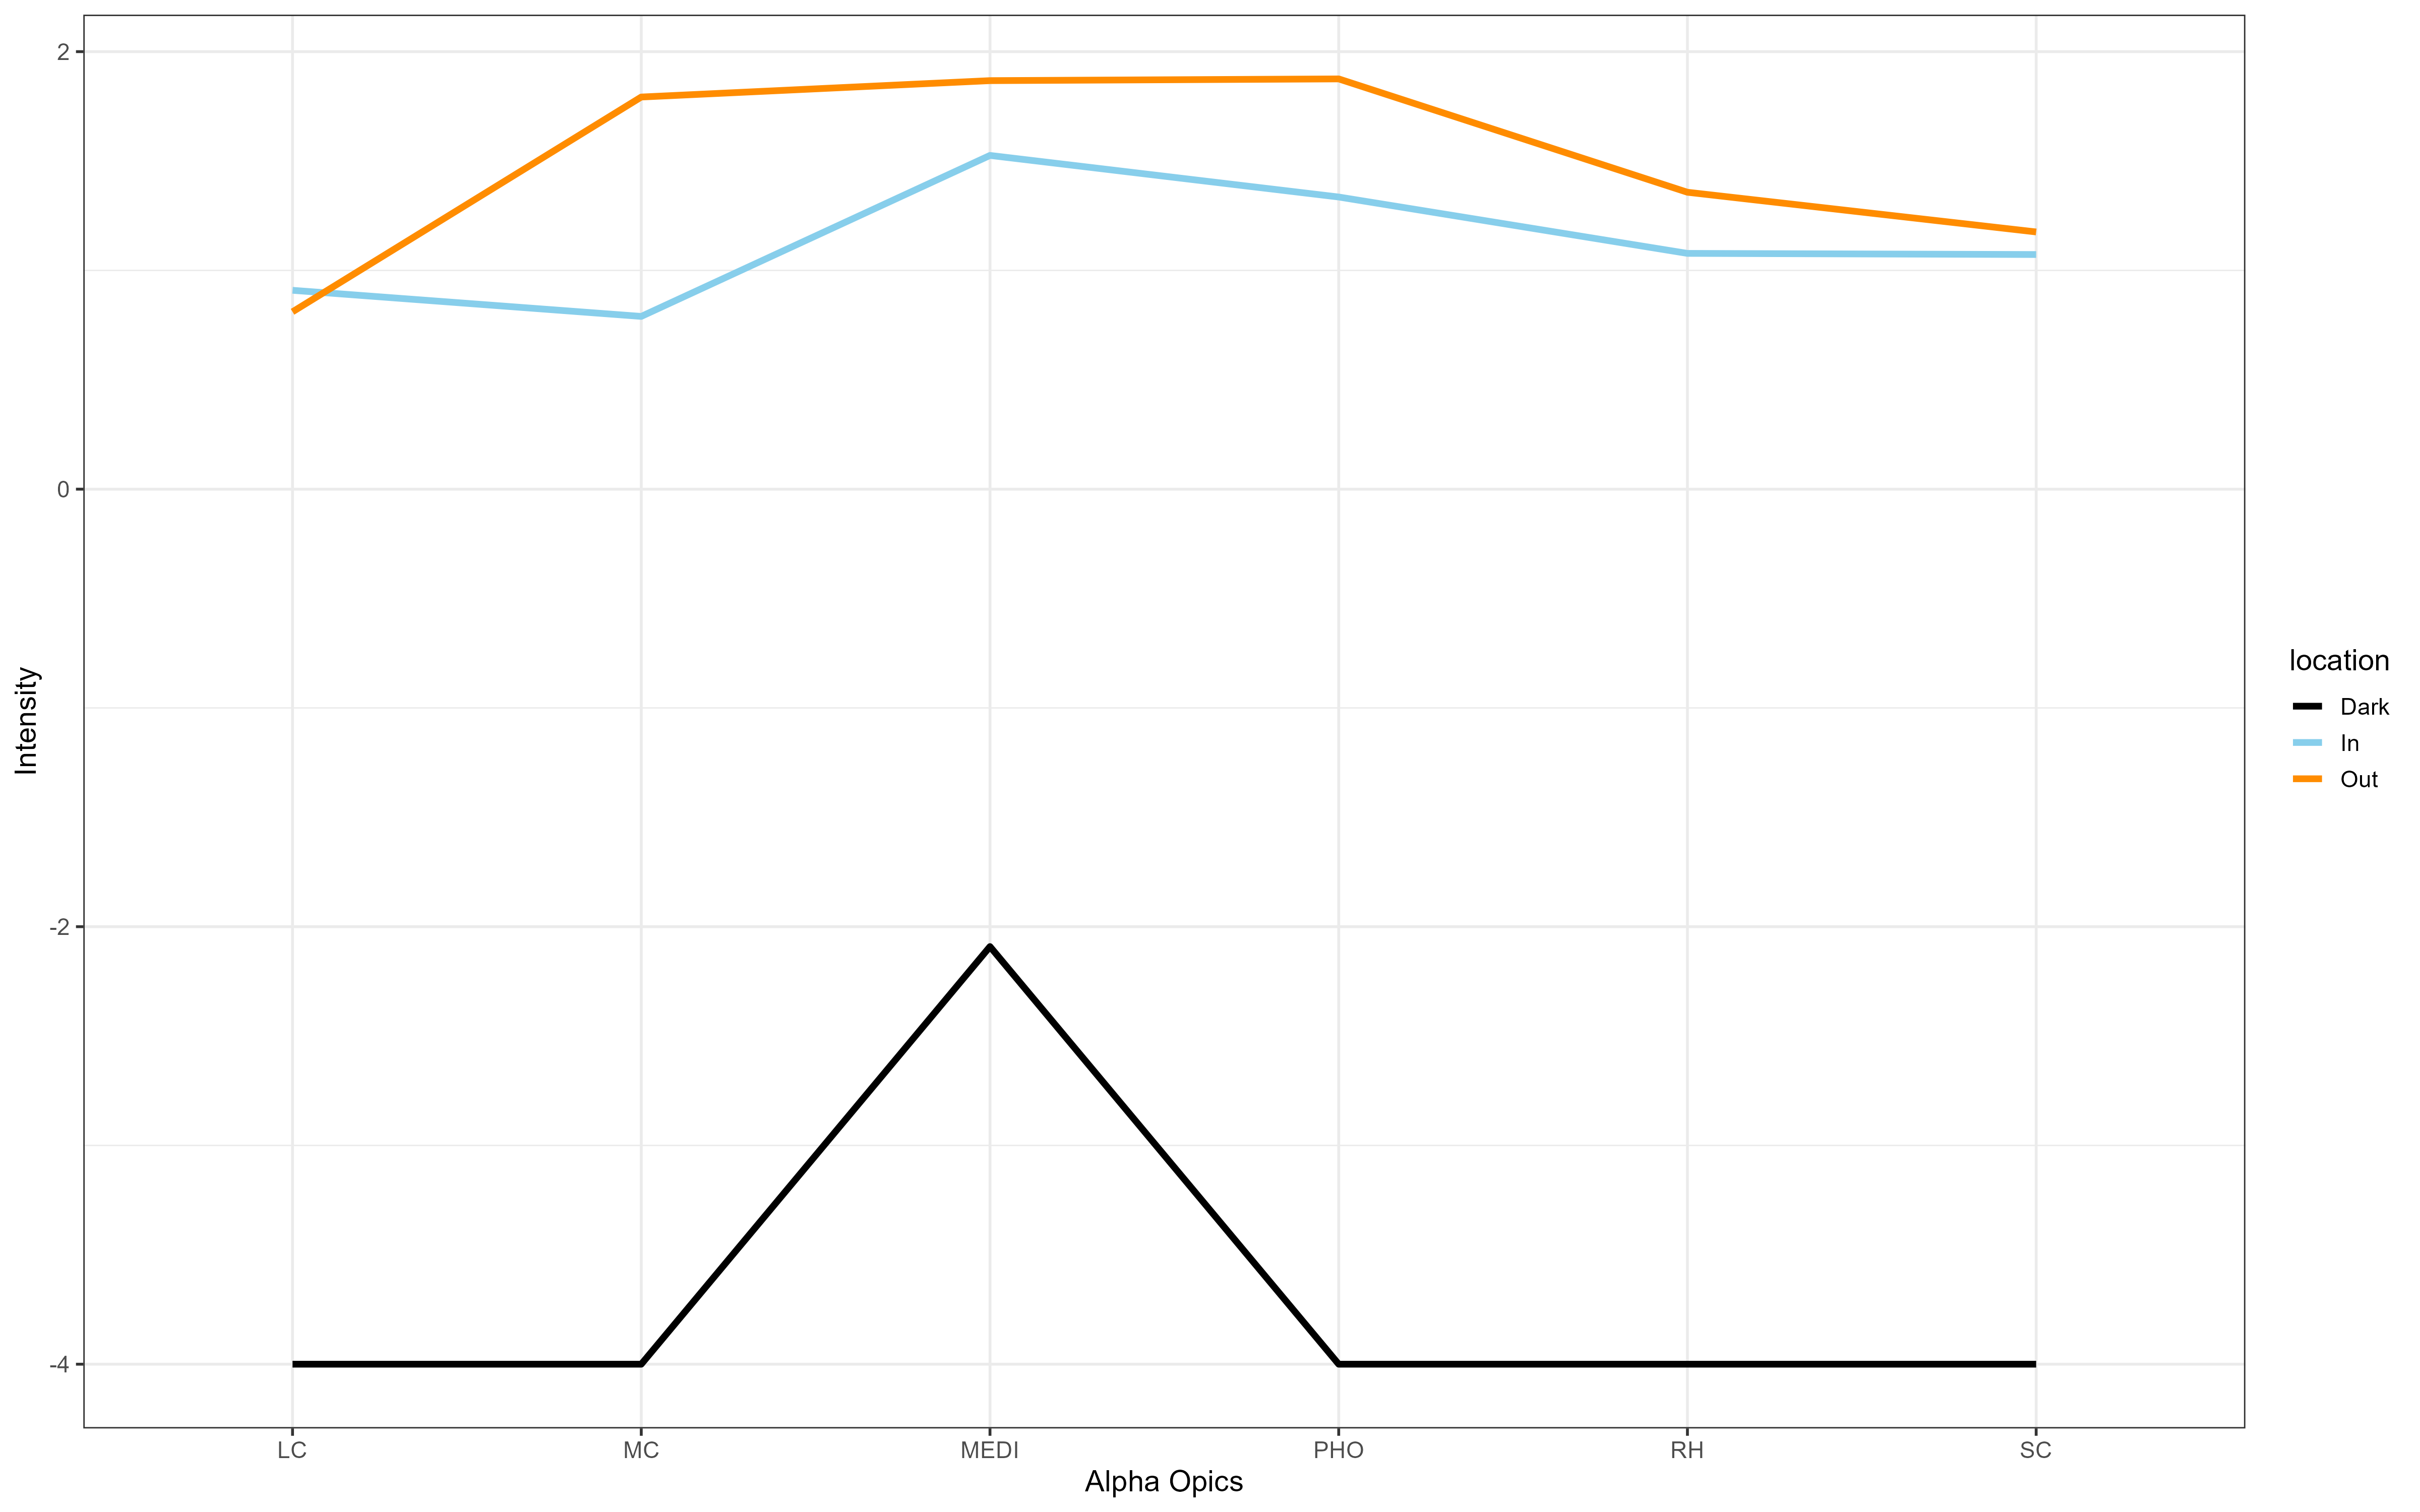 2
0
-2
-4
Intensity
LC
MC
MEDI
PHO
RH
SC
Alpha Opics
location
Dark
In
Out